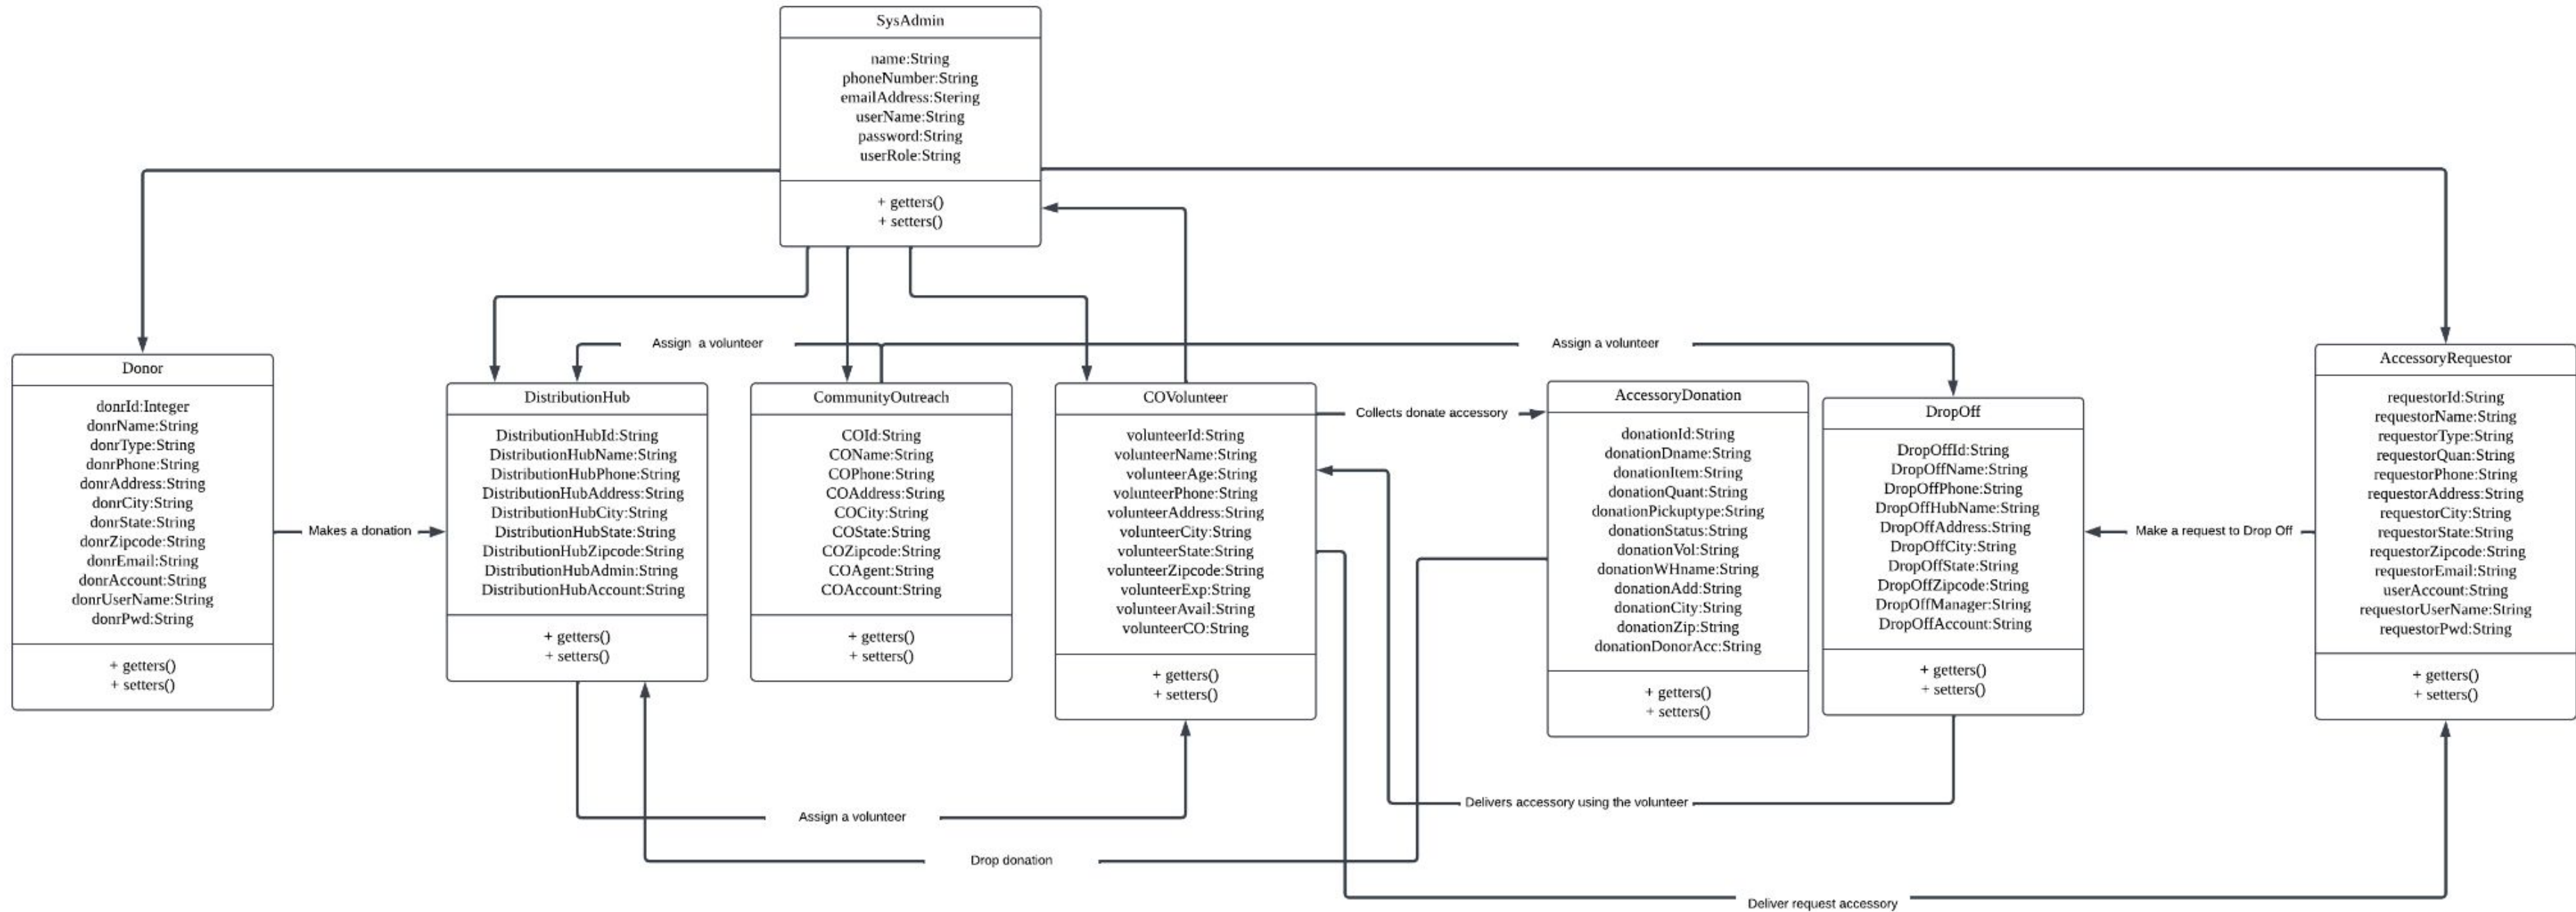 SysAdmin
name:String
phoneNumber:String
emailAddress:Stering
userName:String
password:String
userRole:String
+ getters()
+ setters()
Assign  a volunteer
Assign a volunteer
Donor
donrId:Integer
donrName:String
donrType:String
donrPhone:String
donrAddress:String
donrCity:String
donrState:String
donrZipcode:String
donrEmail:String
donrAccount:String
donrUserName:String
donrPwd:String
+ getters()
+ setters()
Makes a donation
DistributionHub
DistributionHubId:String
DistributionHubName:String
DistributionHubPhone:String
DistributionHubAddress:String
DistributionHubCity:String
DistributionHubState:String
DistributionHubZipcode:String
DistributionHubAdmin:String
DistributionHubAccount:String
+ getters()
+ setters()
CommunityOutreach
COId:String
COName:String
COPhone:String
COAddress:String
COCity:String
COState:String
COZipcode:String
COAgent:String
COAccount:String
+ getters()
+ setters()
COVolunteer
volunteerId:String
volunteerName:String
volunteerAge:String
volunteerPhone:String
volunteerAddress:String
volunteerCity:String
volunteerState:String
volunteerZipcode:String
volunteerExp:String
volunteerAvail:String
volunteerCO:String
+ getters()
+ setters()
Collects donate accessory
AccessoryDonation
donationId:String
donationDname:String
donationItem:String
donationQuant:String
donationPickuptype:String
donationStatus:String
donationVol:String
donationWHname:String
donationAdd:String
donationCity:String
donationZip:String
donationDonorAcc:String
+ getters()
+ setters()
DropOff
DropOffId:String
DropOffName:String
DropOffPhone:String
DropOffHubName:String
DropOffAddress:String
DropOffCity:String
DropOffState:String
DropOffZipcode:String
DropOffManager:String
DropOffAccount:String
+ getters()
+ setters()
Make a request to Drop Off
AccessoryRequestor
requestorId:String
requestorName:String
requestorType:String
requestorQuan:String
requestorPhone:String
requestorAddress:String
requestorCity:String
requestorState:String
requestorZipcode:String
requestorEmail:String
userAccount:String
requestorUserName:String
requestorPwd:String
+ getters()
+ setters()
Delivers accessory using the volunteer
Assign a volunteer
Drop donation
Deliver request accessory